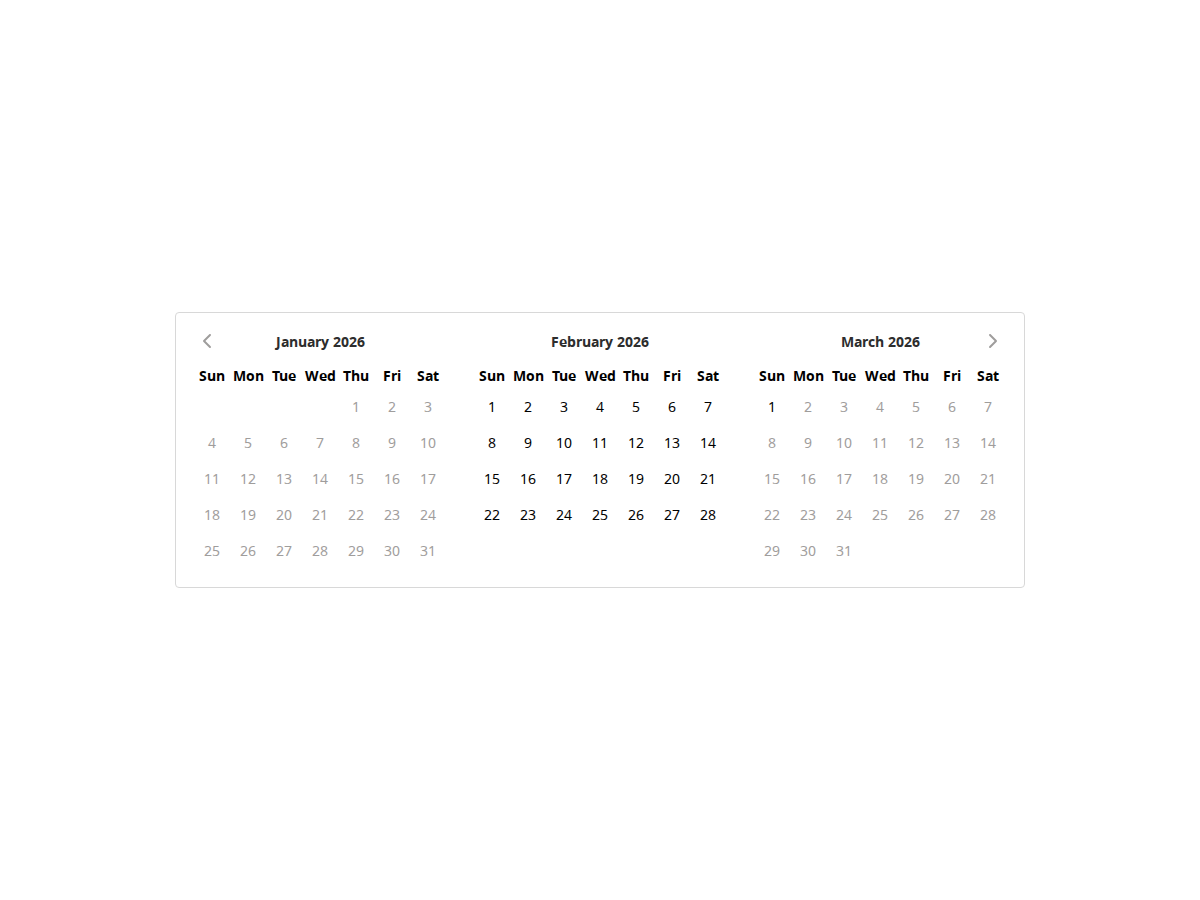 January 2026
Sun Mon Tue Wed Thu Fri Sat
1 2 3
4 5 6 7 8 9 10
11 12 13 14 15 16 17
18 19 20 21 22 23 24
25 26 27 28 29 30 31
February 2026
Sun Mon Tue Wed Thu Fri Sat
1 2 3 4 5 6 7
8 9 10 11 12 13 14
15 16 17 18 19 20 21
22 23 24 25 26 27 28
March 2026
Sun Mon Tue Wed Thu Fri Sat
1 2 3 4 5 6 7
8 9 10 11 12 13 14
15 16 17 18 19 20 21
22 23 24 25 26 27 28
29 30 31